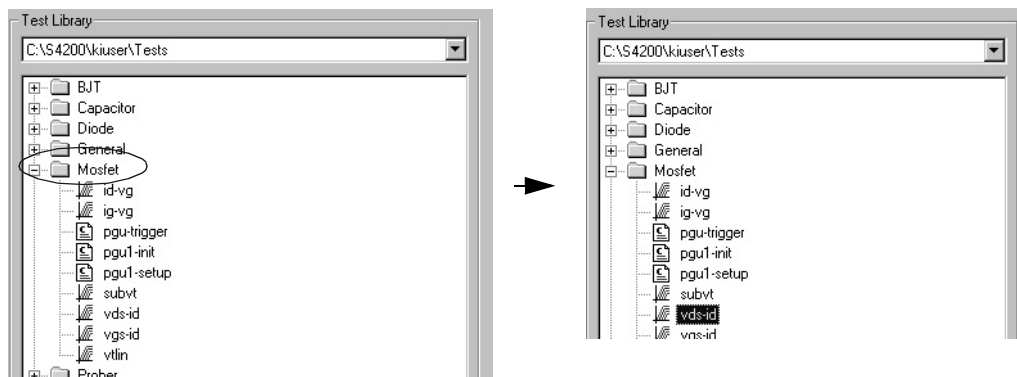 Test Library
C:\S4200\kiuser\Tests
BJT
Capacitor
Diode
General
Mosfet
id-vg
ig-vg
pgu-trigger
pgu1-init
pgu1-setup
subvt
vds-id
vgs-id
vtlin
Prober
Test Library
C:\S4200\kiuser\Tests
BJT
Capacitor
Diode
General
Mosfet
id-vg
ig-vg
pgu-trigger
pgu1-init
pgu1-setup
subvt
vds-id
vgs-id